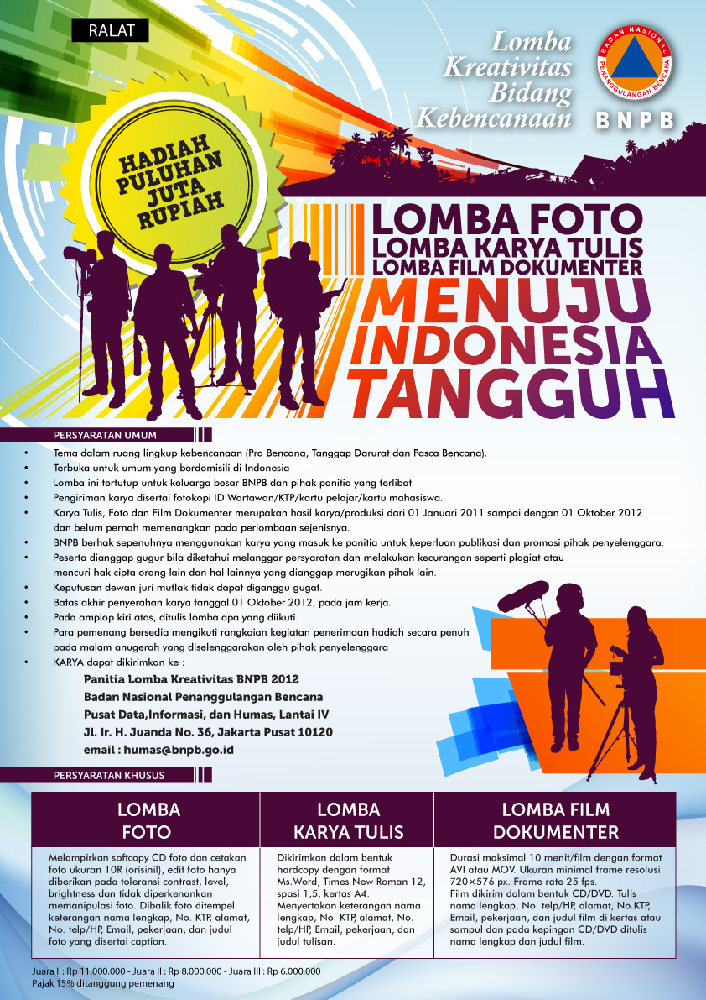 RALAT
Lomba
Kreativitas
Bidang
Kebencanaan
BADAN NASIONAL
PENANGGULANGAN BENCANA
BNPB
HADIAH
PULUHAN
JUTA
RUPIAH
LOMBA FOTO
LOMBA KARYA TULIS
LOMBA FILM DOKUMENTER
MENUJU
INDONESIA
TANGGUH
PERSYARATAN UMUM
• Tema dalam ruang lingkup kebencanaan (Pra Bencana, Tanggap Darurat dan Pasca Bencana).
• Terbuka untuk umum yang berdomisili di Indonesia
• Lomba ini tertutup untuk keluarga besar BNPB dan pihak panitia yang terlibat
• Pengiriman karya disertai fotokopi ID Wartawan/KTP/kartu pelajar/kartu mahasiswa.
• Karya Tulis, Foto dan Film Dokumenter merupakan hasil karya/produksi dari 01 Januari 2011 sampai dengan 01 Oktober 2012
dan belum pernah memenangkan pada perlombaan sejenisnya.
• BNPB berhak sepenuhnya menggunakan karya yang masuk ke panitia untuk keperluan publikasi dan promosi pihak penyelenggara.
• Peserta dianggap gugur bila diketahui melanggar persyaratan dan melakukan kecurangan seperti plagiat atau
mencuri hak cipta orang lain dan hal lainnya yang dianggap merugikan pihak lain.
• Keputusan dewan juri mutlak tidak dapat diganggu gugat.
• Batas akhir penyerahan karya tanggal 01 Oktober 2012, pada jam kerja.
• Pada amplop kiri atas, ditulis lomba apa yang diikuti.
• Para pemenang bersedia mengikuti rangkaian kegiatan penerimaan hadiah secara penuh
pada malam anugerah yang diselenggarakan oleh pihak penyelenggara
• KARYA dapat dikirimkan ke :
Panitia Lomba Kreativitas BNPB 2012
Badan Nasional Penanggulangan Bencana
Pusat Data,Informasi, dan Humas, Lantai IV
Jl. Ir. H. Juanda No. 36, Jakarta Pusat 10120
email : humas@bnpb.go.id
PERSYARATAN KHUSUS
LOMBA
FOTO
Melampirkan softcopy CD foto dan cetakan
foto ukuran 10R (orisinil), edit foto hanya
diberikan pada toleransi contrast, level,
brightness dan tidak diperkenankan
memanipulasi foto. Dibalik foto ditempel
keterangan nama lengkap, No. KTP, alamat,
No. telp/HP, Email, pekerjaan, dan judul
foto yang disertai caption.
LOMBA
KARYA TULIS
Dikirimkan dalam bentuk
hardcopy dengan format
Ms.Word, Times New Roman 12,
spasi 1,5, kertas A4.
Menyertakan keterangan nama
lengkap, No. KTP, alamat, No.
telp/HP, Email, pekerjaan, dan
judul tulisan.
LOMBA FILM
DOKUMENTER
Durasi maksimal 10 menit/film dengan format
AVI atau MOV. Ukuran minimal frame resolusi
720×576 px. Frame rate 25 fps.
Film dikirim dalam bentuk CD/DVD. Tulis
nama lengkap, No. telp/HP, alamat, No.KTP,
Email, pekerjaan, dan judul film di kertas atau
sampul dan pada kepingan CD/DVD ditulis
nama lengkap dan judul film.
Juara I : Rp 11.000.000 - Juara II : Rp 8.000.000 - Juara III : Rp 6.000.000
Pajak 15% ditanggung pemenang